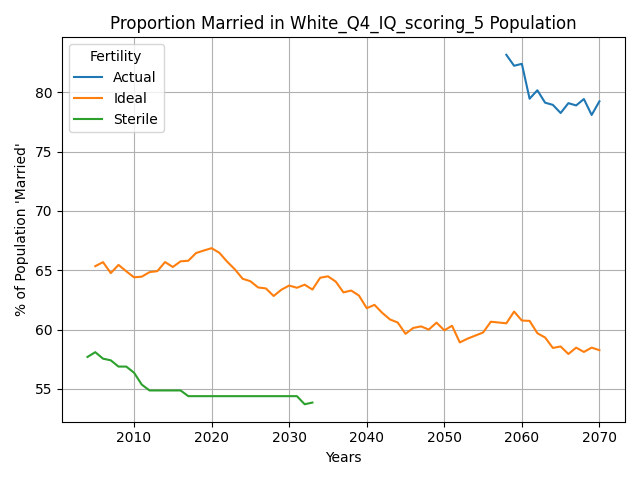 Proportion Married in White_Q4_IQ_scoring_5 Population
Fertility
Actual
Ideal
Sterile
% of Population 'Married'
80
75
70
65
60
55
2010
2020
2030
2040
2050
2060
2070
Years